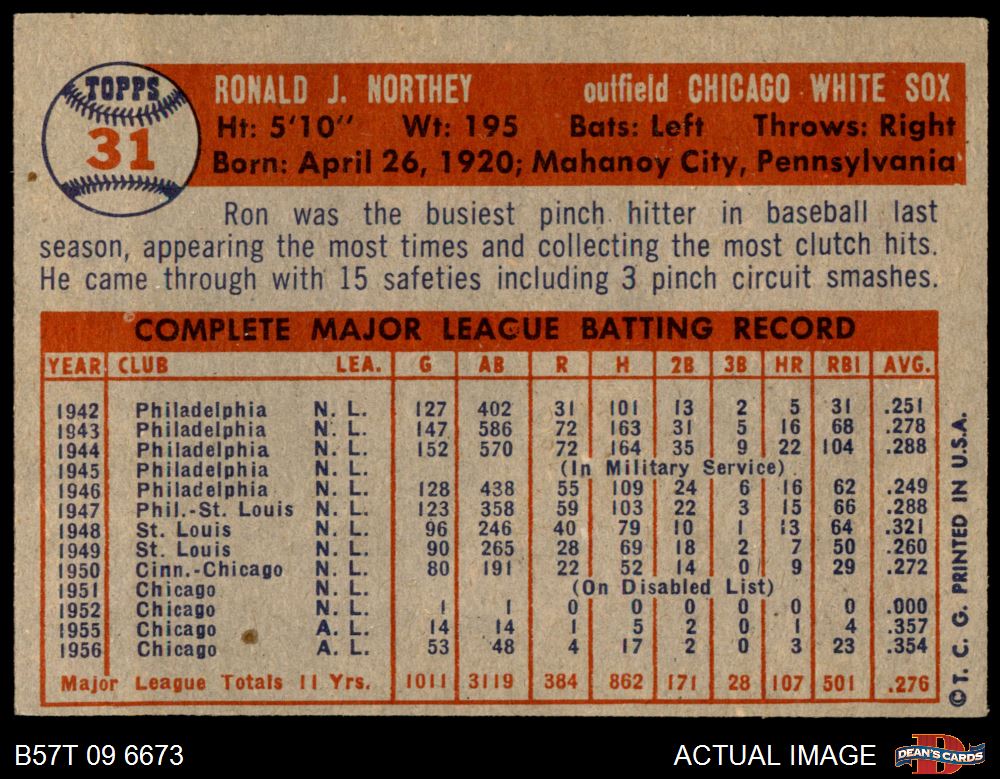 TOPPS
31
RONALD J. NORTHEY outfield CHICAGO WHITE SOX
Ht: 5'10" Wt: 195 Bats: Left Throws: Right
Born: April 26, 1920; Mahanoy City, Pennsylvania
Ron was the busiest pinch hitter in baseball last
season, appearing the most times and collecting the most clutch hits.
He came through with 15 safeties including 3 pinch circuit smashes.
COMPLETE MAJOR LEAGUE BATTING RECORD
YEAR CLUB LEA. G AB R H 2B 3B HR RBI AVG.
1942 Philadelphia N. L. 127 402 31 101 13 2 5 31 .251
1943 Philadelphia N. L. 147 586 72 163 31 5 16 68 .278
1944 Philadelphia N. L. 152 570 72 164 35 9 22 104 .288
1945 Philadelphia N. L. (In Military Service)
1946 Philadelphia N. L. 128 438 55 109 24 6 16 62 .249
1947 Phil.-St. Louis N. L. 123 358 59 103 22 3 15 66 .288
1948 St. Louis N. L. 96 246 40 79 10 1 13 64 .321
1949 St. Louis N. L. 90 265 28 69 18 2 7 50 .260
1950 Cinn.-Chicago N. L. 80 191 22 52 14 0 9 29 .272
1951 Chicago N. L. (On Disabled List)
1952 Chicago N. L. 1 1 0 0 0 0 0 0 .000
1955 Chicago A. L. 14 14 1 5 2 0 1 4 .357
1956 Chicago A. L. 53 48 4 17 2 0 3 23 .354
Major League Totals 11 Yrs. 1011 3119 384 862 171 28 107 501 .276
©T. C. G. PRINTED IN U.S.A.
B57T 09 6673 ACTUAL IMAGE
DEAN'S CARDS